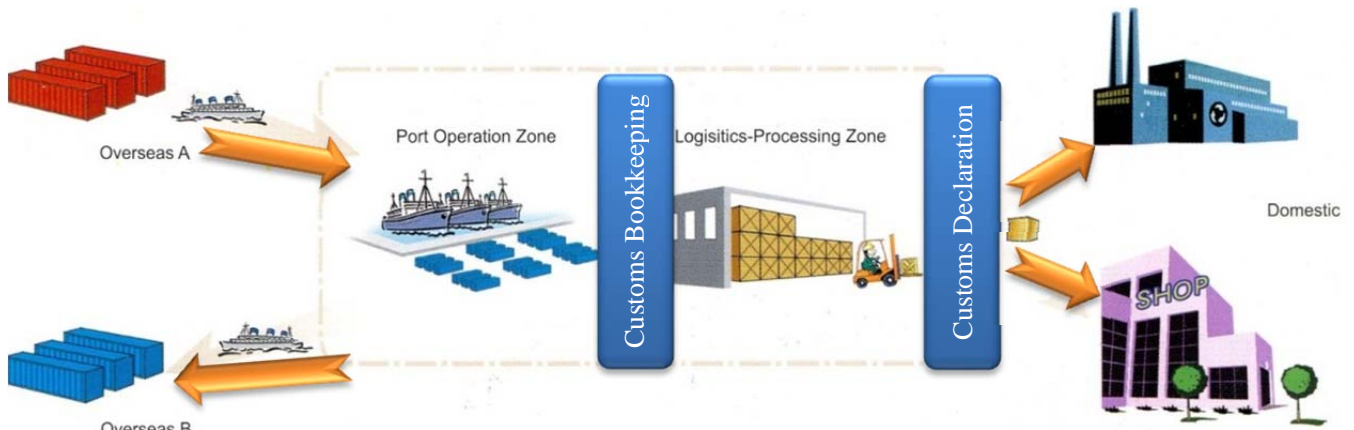 Overseas A
Port Operation Zone
Customs Bookkeeping
Logisitics-Processing Zone
Customs Declaration
Domestic
SHOP
Overseas B